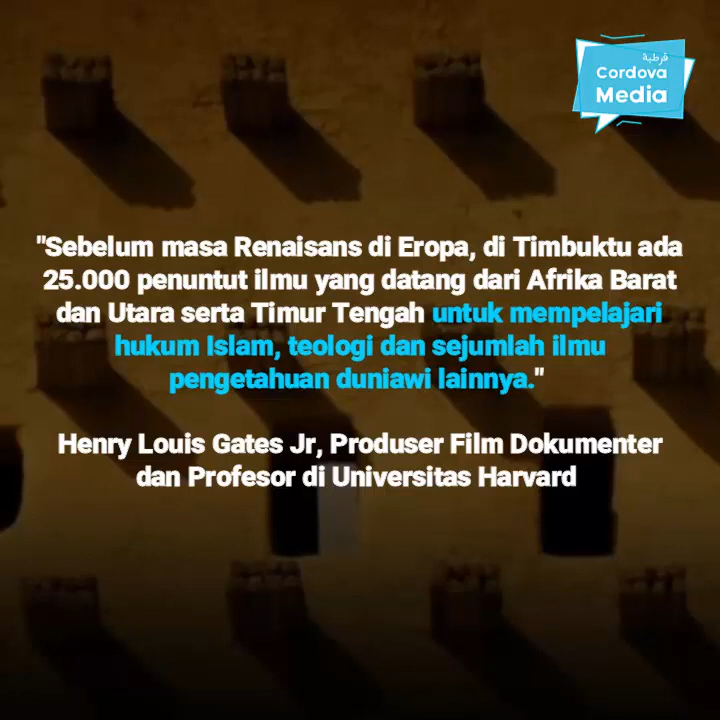 قرطبة
Cordova
Media
"Sebelum masa Renaisans di Eropa, di Timbuktu ada
25.000 penuntut ilmu yang datang dari Afrika Barat
dan Utara serta Timur Tengah untuk mempelajari
hukum Islam, teologi dan sejumlah ilmu
pengetahuan duniawi lainnya."
Henry Louis Gates Jr, Produser Film Dokumenter
dan Profesor di Universitas Harvard